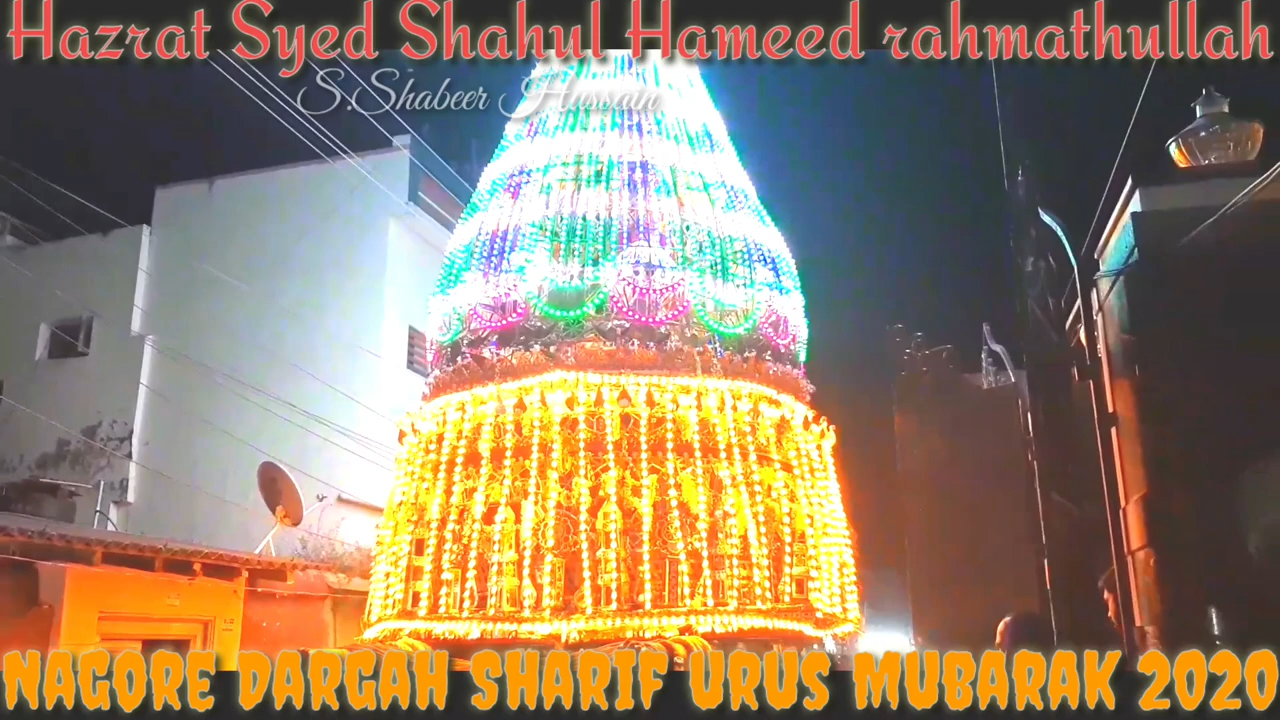 Hazrat Syed Shahul Hameed rahmathullah
S.Shabeer Hussain
NAGORE DARGAH SHARIF URUS MUBARAK 2020